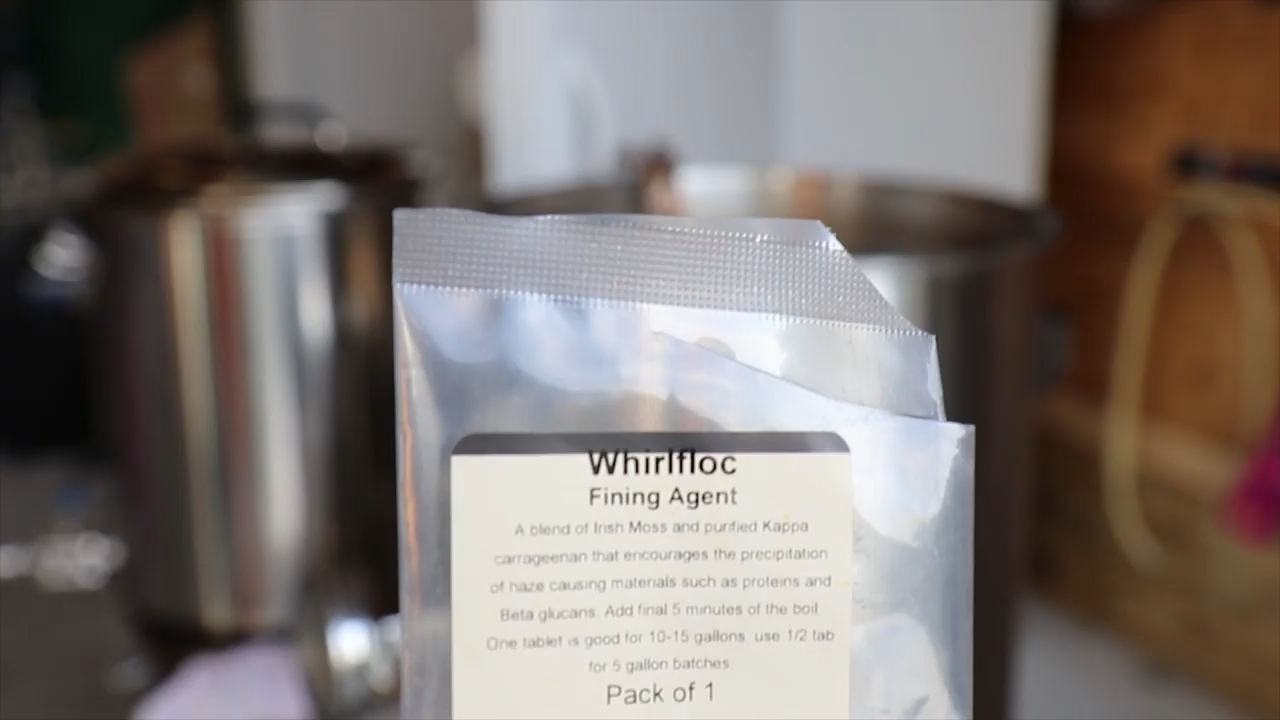 Whirlfloc
Fining Agent
A blend of Irish Moss and purified Kappa
carrageenan that encourages the precipitation
of haze causing materials such as proteins and
Beta glucans. Add final 5 minutes of the boil.
One tablet is good for 10-15 gallons. use 1/2 tab
for 5 gallon batches
Pack of 1